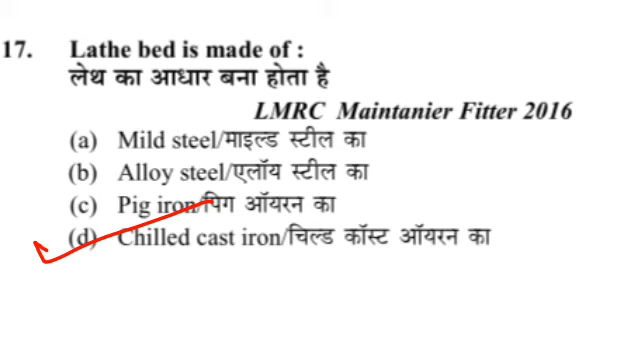 17. Lathe bed is made of :
लेथ का आधार बना होता है
LMRC Maintanier Fitter 2016
(a) Mild steel/माइल्ड स्टील का
(b) Alloy steel/एलॉय स्टील का
(c) Pig iron/पिग ऑयरन का
(d) Chilled cast iron/चिल्ड कॉस्ट ऑयरन का